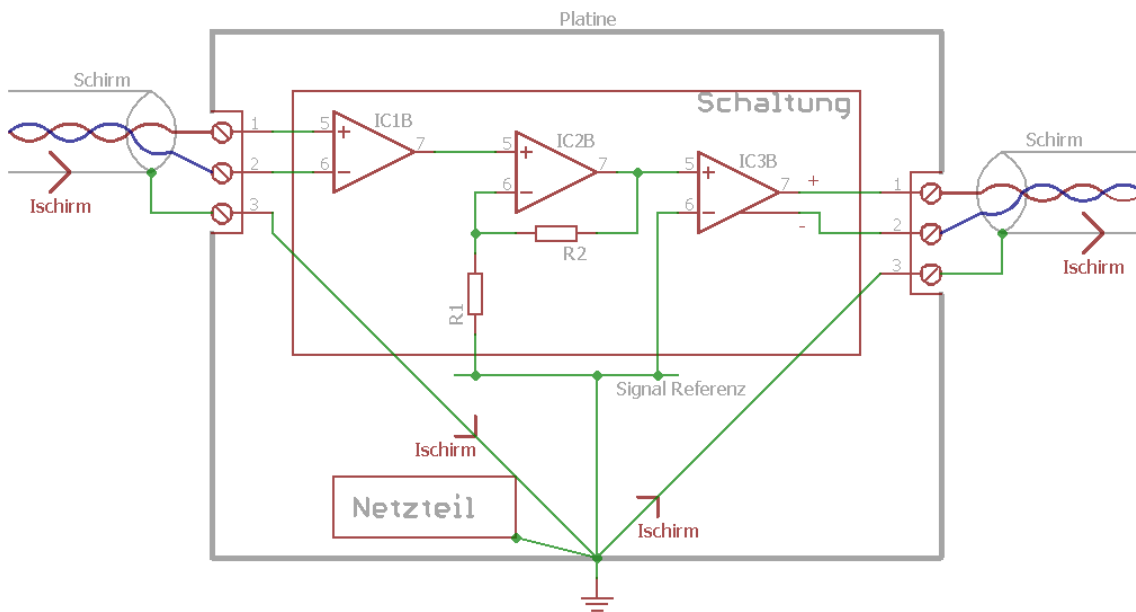 Platine
Schirm
Schaltung
Schirm
IC1B
IC2B
IC3B
1
2
3
5
+
6
-
7
5
+
6
-
7
5
+
6
-
7
+
-
1
2
3
Ischirm
Ischirm
R2
R1
Signal Referenz
Ischirm
Netzteil
Ischirm